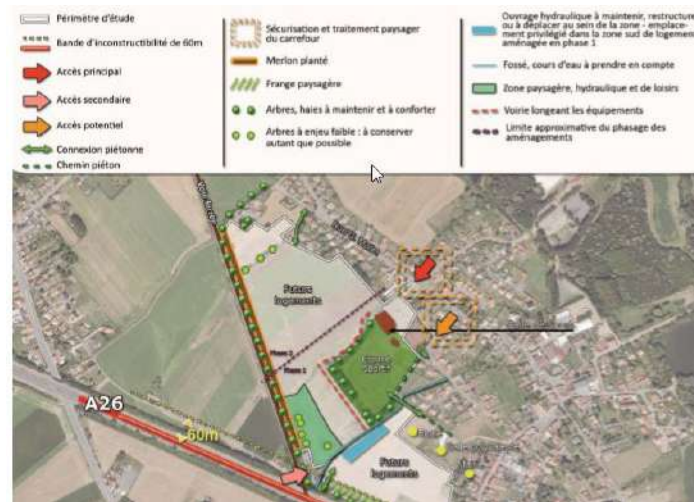 Périmètre d'étude
Bande d'inconstructibilité de 60m
Accès principal
Accès secondaire
Accès potentiel
Connexion piétonne
Chemin piéton
Sécurisation et traitement paysager
du carrefour
Merlon planté
Frange paysagère
Arbres, haies à maintenir et à conforter
Arbres à enjeu faible : à conserver
autant que possible
Ouvrage hydraulique à maintenir, restructurer
ou à déplacer au sein de la zone - emplace-
ment privilégié dans la zone sud de logement
aménagée en phase 1
Fossé, cours d'eau à prendre en compte
Zone paysagère, hydraulique et de loisirs
Voirie longeant les équipements
Limite approximative du phasage des
aménagements
Future
logements
Phase 2
Phase 1
A26
60m
Future
logements